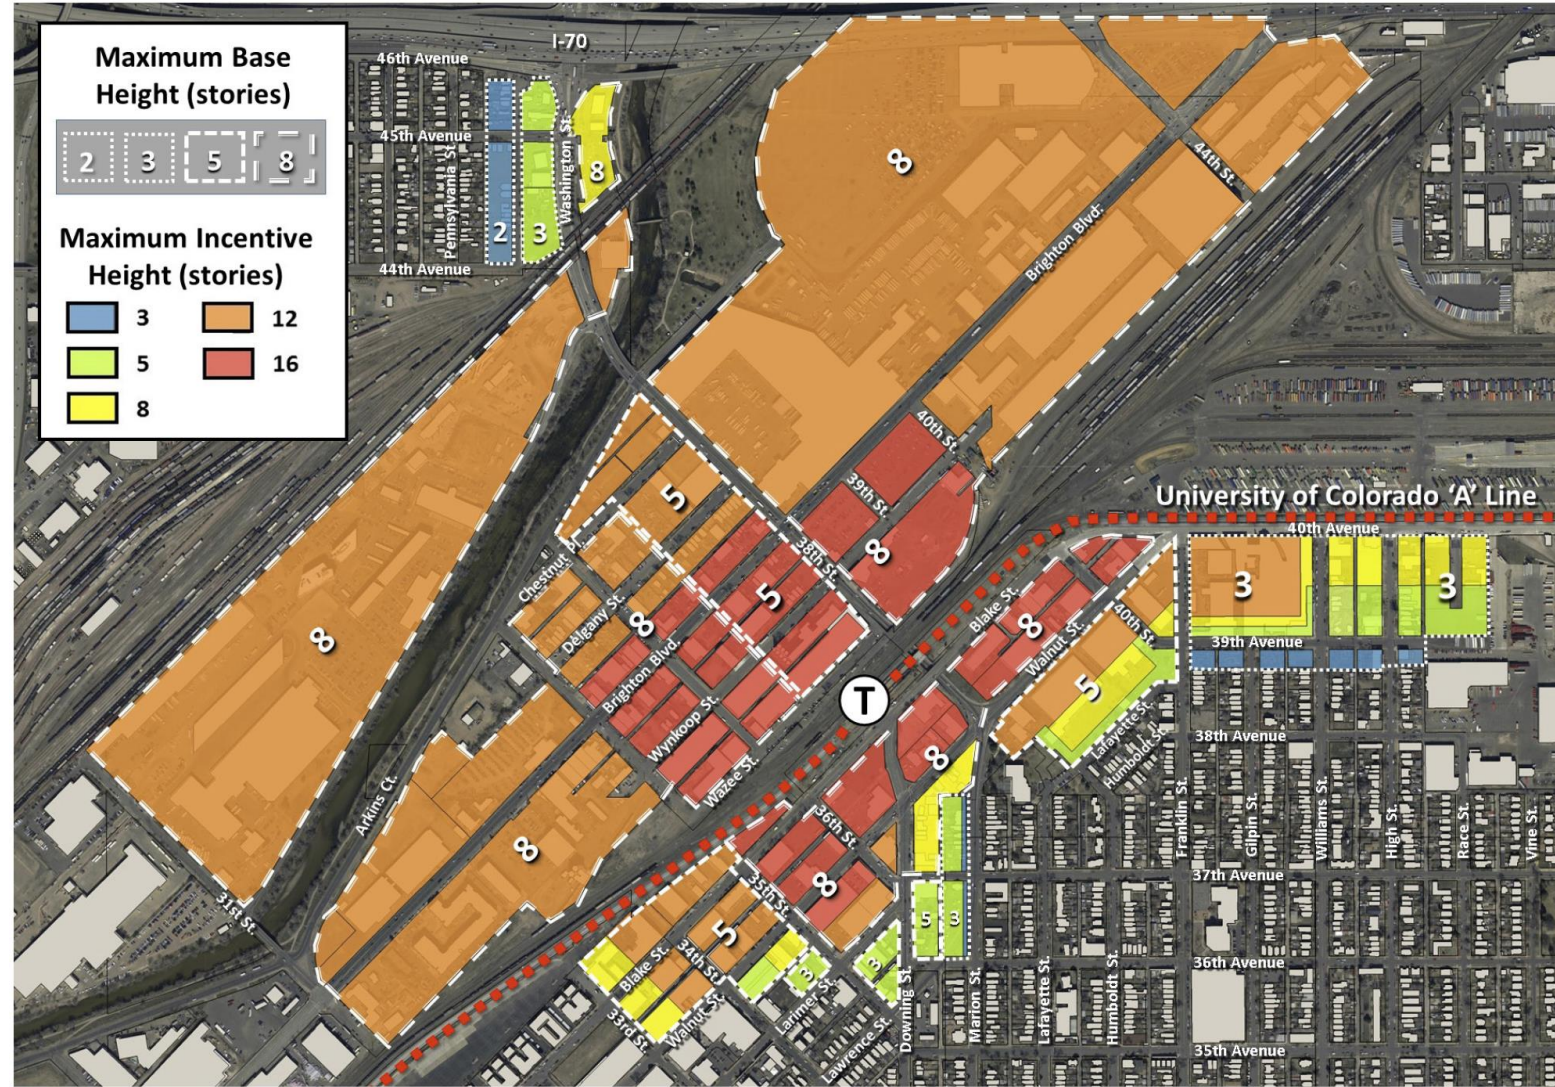 Maximum Base
Height (stories)
2 3 5 8
Maximum Incentive
Height (stories)
3 12
5 16
8
I-70
46th Avenue
45th Avenue
44th Avenue
Pennsylvania St.
Washington St.
2
3
8
8
44th St.
Brighton Blvd.
40th St.
39th St.
8
38th St.
5
5
8
Chestnut Pl.
Delgany St.
Brighton Blvd.
Wynkoop St.
Wazee St.
8
Arkins Ct.
31st St.
8
University of Colorado ‘A’ Line
40th Avenue
T
Blake St.
8
Walnut St.
40th St.
5
3
3
39th Avenue
38th Avenue
Lafayette St.
Humboldt St.
8
36th St.
8
35th St.
5
34th St.
Blake St.
33rd St.
Walnut St.
3
Larimer St.
3
Lawrence St.
5
3
Downing St.
Marion St.
Lafayette St.
Humboldt St.
Franklin St.
Gilpin St.
Williams St.
High St.
Race St.
Vine St.
37th Avenue
36th Avenue
35th Avenue